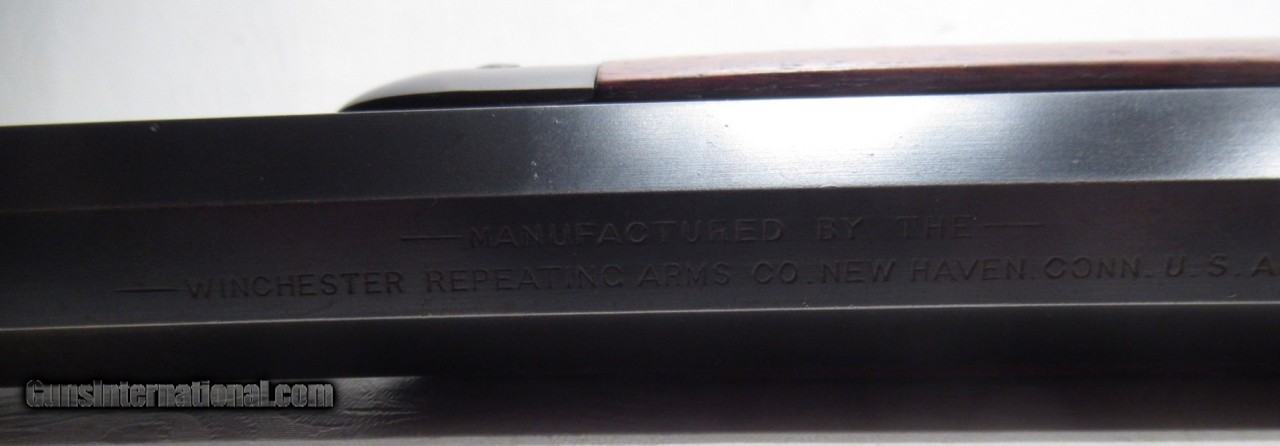 — MANUFACTURED BY THE —
— WINCHESTER REPEATING ARMS CO. NEW HAVEN. CONN. U. S. A
GunsInternational.com